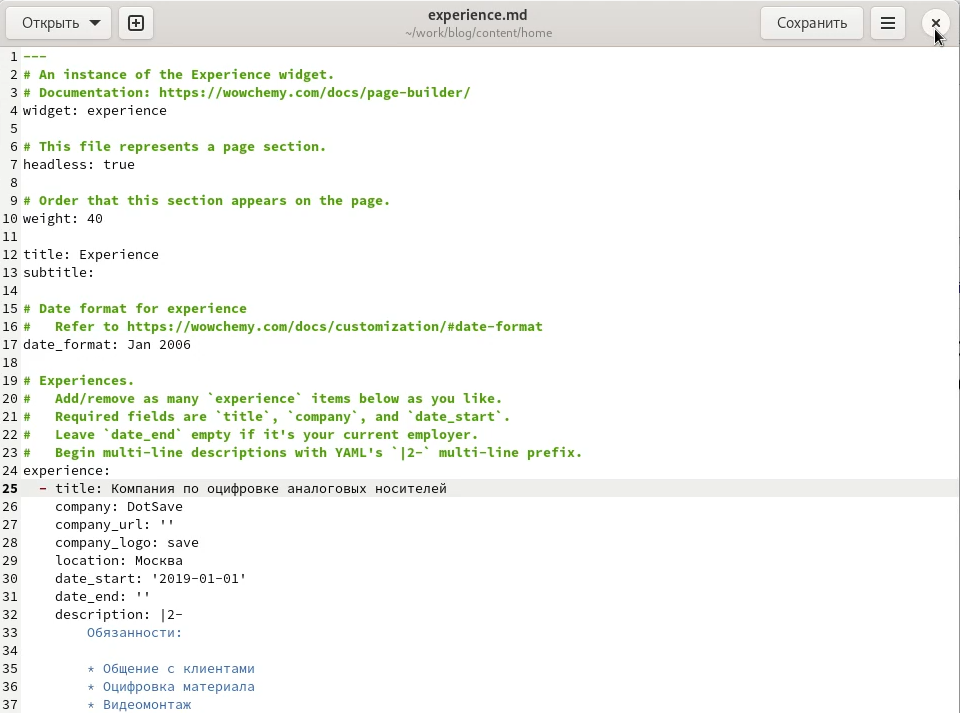 Открыть
experience.md
~/work/blog/content/home
Сохранить
1 ---
2 # An instance of the Experience widget.
3 # Documentation: https://wowchemy.com/docs/page-builder/
4 widget: experience
5
6 # This file represents a page section.
7 headless: true
8
9 # Order that this section appears on the page.
10 weight: 40
11
12 title: Experience
13 subtitle:
14
15 # Date format for experience
16 #   Refer to https://wowchemy.com/docs/customization/#date-format
17 date_format: Jan 2006
18
19 # Experiences.
20 #   Add/remove as many `experience` items below as you like.
21 #   Required fields are `title`, `company`, and `date_start`.
22 #   Leave `date_end` empty if it's your current employer.
23 #   Begin multi-line descriptions with YAML's `|2-` multi-line prefix.
24 experience:
25   - title: Компания по оцифровке аналоговых носителей
26     company: DotSave
27     company_url: ''
28     company_logo: save
29     location: Москва
30     date_start: '2019-01-01'
31     date_end: ''
32     description: |2-
33         Обязанности:
34
35         * Общение с клиентами
36         * Оцифровка материала
37         * Видеомонтаж